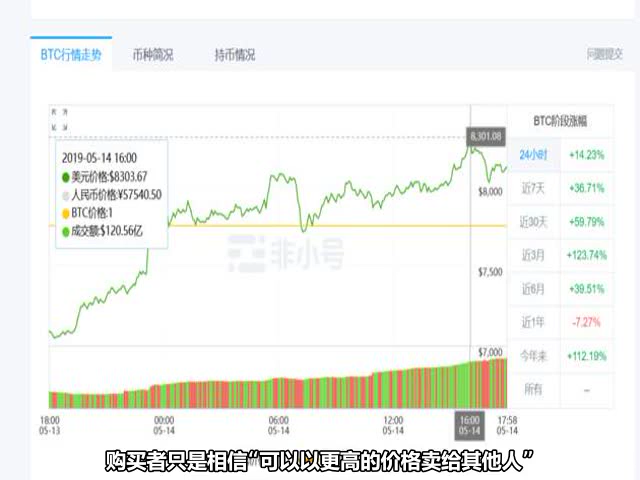 BTC行情走势 币种简况 持币情况 问题提交
BTC阶段涨幅
8,301.08
2019-05-14 16:00
美元价格:$8303.67
人民币价格:¥57540.50
BTC价格:1
成交额:$120.56亿
24小时 +14.23%
近7天 +36.71%
近30天 +59.79%
近3月 +123.74%
近6月 +39.51%
近1年 -7.27%
今年来 +112.19%
所有 --
$8,000
$7,500
$7,000
非小号
18:00 00:00 06:00 12:00 16:00 17:58
05-13 05-14 05-14 05-14 05-14 05-14
购买者只是相信“可以以更高的价格卖给其他人”